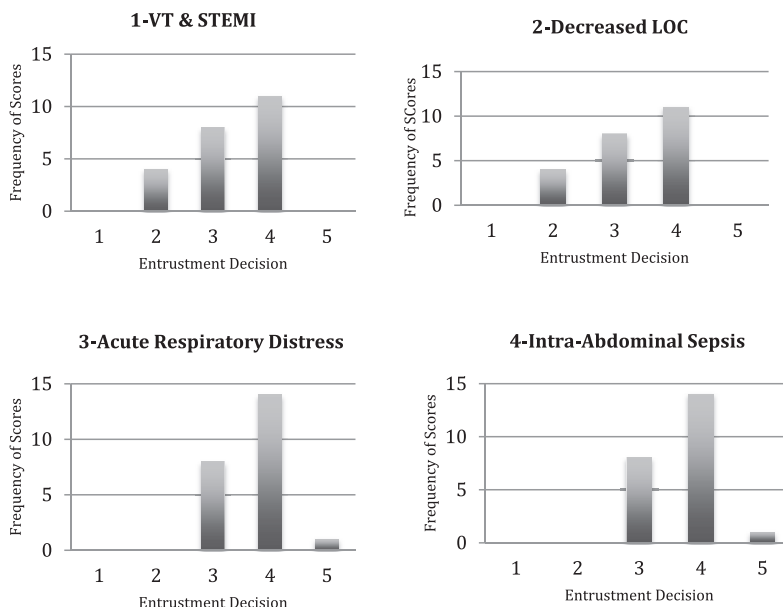 1-VT & STEMI
Frequency of Scores
15
10
5
0
1 2 3 4 5
Entrustment Decision
2-Decreased LOC
Frequency of SCores
15
10
5
0
1 2 3 4 5
Entrustment Decision
3-Acute Respiratory Distress
Frequency of Scores
15
10
5
0
1 2 3 4 5
Entrustment Decision
4-Intra-Abdominal Sepsis
Frequency of Scores
15
10
5
0
1 2 3 4 5
Entrustment Decision